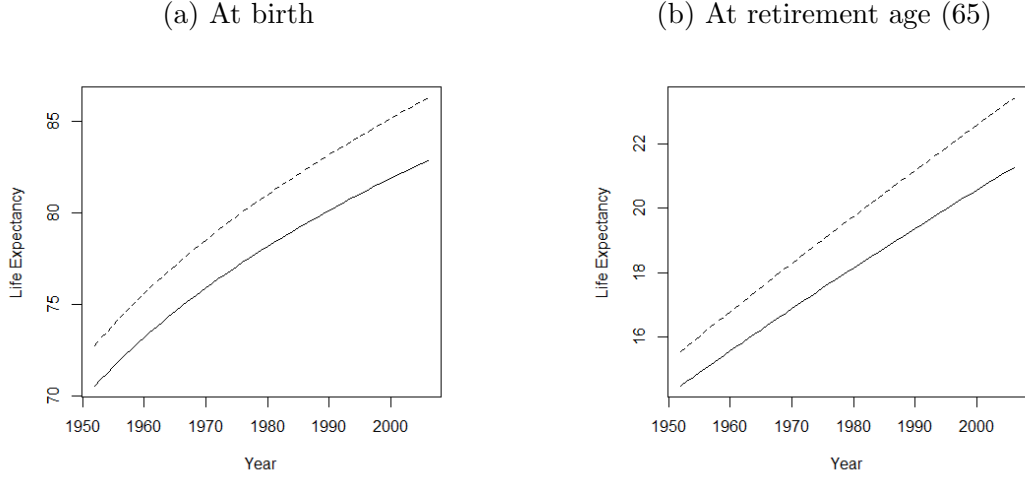 (a) At birth
(b) At retirement age (65)
85
80
75
70
Life Expectancy
1950 1960 1970 1980 1990 2000
Year
22
20
18
16
Life Expectancy
1950 1960 1970 1980 1990 2000
Year